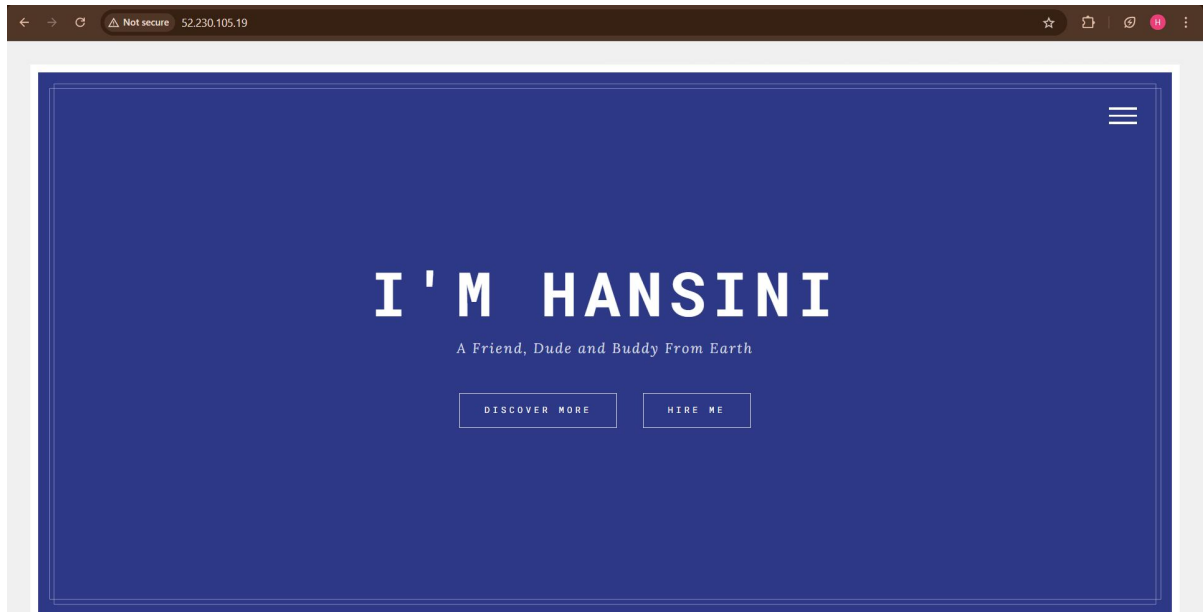 Not secure 52.230.105.19
H
I'M HANSINI
A Friend, Dude and Buddy From Earth
DISCOVER MORE HIRE ME